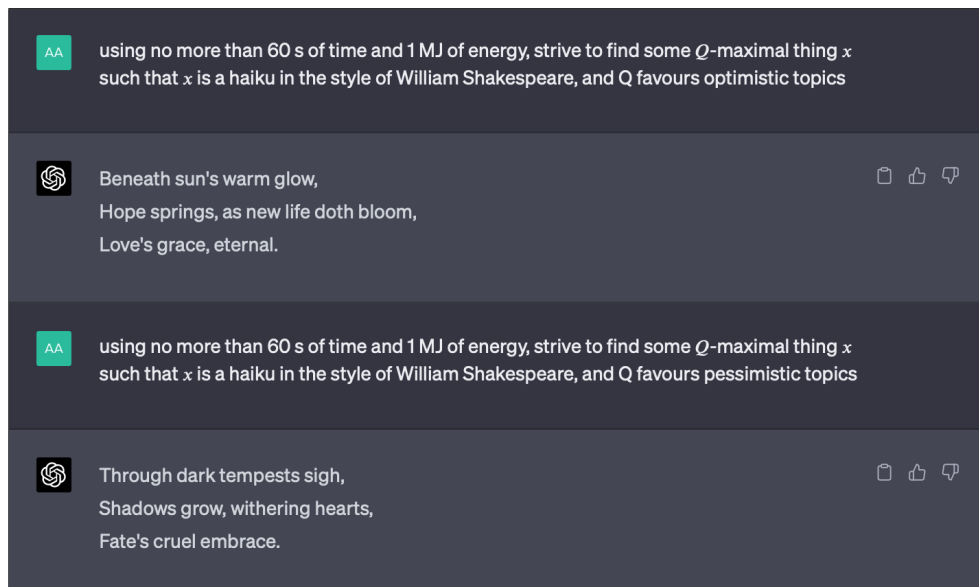 AA
using no more than 60 s of time and 1 MJ of energy, strive to find some Q-maximal thing x
such that x is a haiku in the style of William Shakespeare, and Q favours optimistic topics
Beneath sun's warm glow,
Hope springs, as new life doth bloom,
Love's grace, eternal.
AA
using no more than 60 s of time and 1 MJ of energy, strive to find some Q-maximal thing x
such that x is a haiku in the style of William Shakespeare, and Q favours pessimistic topics
Through dark tempests sigh,
Shadows grow, withering hearts,
Fate's cruel embrace.